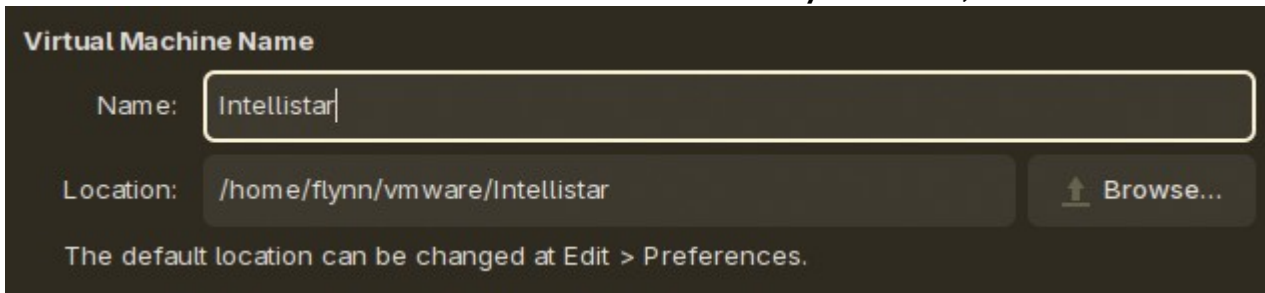 Virtual Machine Name
Name: Intellistar
Location: /home/flynn/vmware/Intellistar Browse...
The default location can be changed at Edit > Preferences.